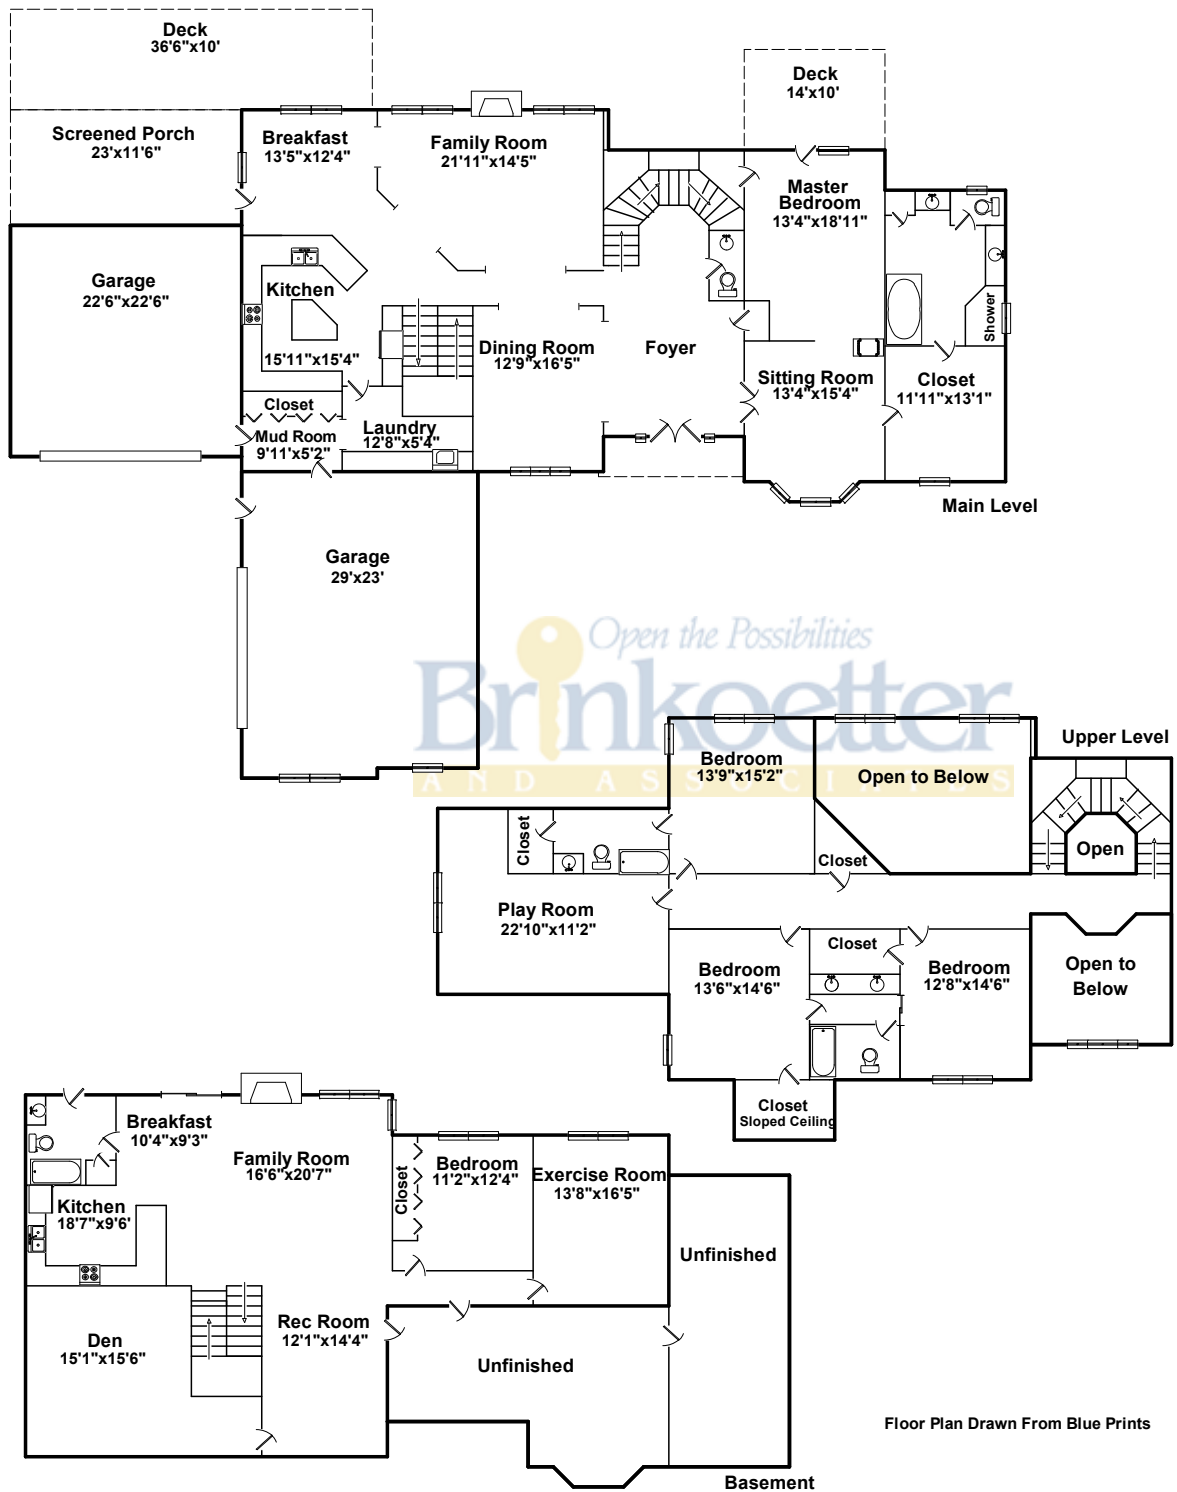 Deck
36'6"x10'
Deck
14'x10'
Screened Porch
23'x11'6"
Breakfast
13'5"x12'4"
Family Room
21'11"x14'5"
Master
Bedroom
13'4"x18'11"
Garage
22'6"x22'6"
Kitchen
15'11"x15'4"
Dining Room
12'9"x16'5"
Foyer
Shower
Sitting Room
13'4"x15'4"
Closet
11'11"x13'1"
Closet
Mud Room
9'11'x5'2"
Laundry
12'8"x5'4"
Main Level
Garage
29'x23'
Open the Possibilities
Brinkoetter
AND ASSOCIATES
Upper Level
Bedroom
13'9"x15'2"
Open to Below
Closet
Closet
Open
Play Room
22'10"x11'2"
Bedroom
13'6"x14'6"
Closet
Bedroom
12'8"x14'6"
Open to
Below
Closet
Sloped Ceiling
Breakfast
10'4"x9'3"
Family Room
16'6"x20'7"
Closet
Bedroom
11'2"x12'4"
Exercise Room
13'8"x16'5"
Kitchen
18'7"x9'6'
Unfinished
Den
15'1"x15'6"
Rec Room
12'1"x14'4"
Unfinished
Floor Plan Drawn From Blue Prints
Basement